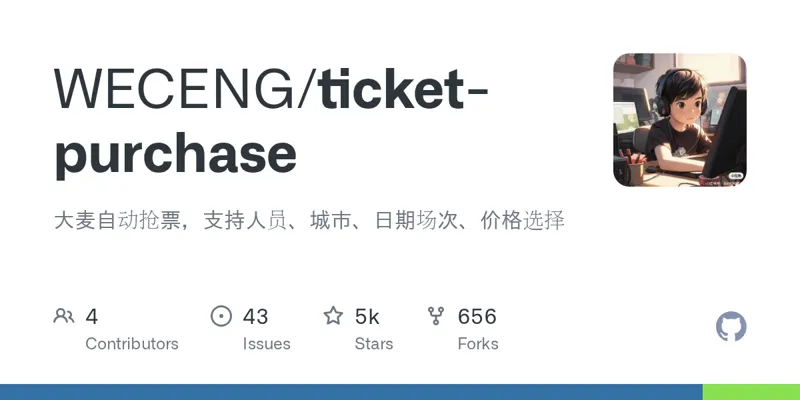 WECENG/ticket-
purchase
大麦自动抢票，支持人员、城市、日期场次、价格选择
4
Contributors
43
Issues
5k
Stars
656
Forks